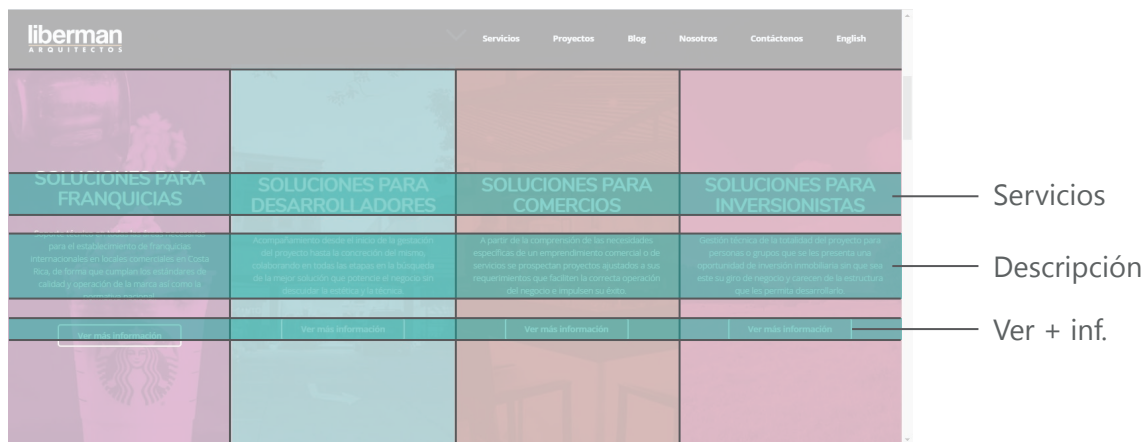 liberman
ARQUITECTOS
Servicios Proyectos Blog Nosotros Contáctenos English
SOLUCIONES PARA
FRANQUICIAS
para el establecimiento de franquicias
internacionales en locales comerciales en Costa
Rica, de forma que cumplan los estándares de
calidad y operación de la marca así como la
normativa nacional.
Ver más información
SOLUCIONES PARA
DESARROLLADORES
Acompañamiento desde el inicio de la gestación
del proyecto hasta la concreción del mismo,
colaborando en todas las etapas en la búsqueda
de la mejor solución que potencie el negocio sin
descuidar la estética y la técnica.
Ver más información
SOLUCIONES PARA
COMERCIOS
A partir de la comprensión de las necesidades
específicas de un emprendimiento comercial o de
servicios se prospectan proyectos ajustados a sus
requerimientos que faciliten la correcta operación
del negocio e impulsen su éxito.
Ver más información
SOLUCIONES PARA
INVERSIONISTAS
Gestión técnica de la totalidad del proyecto para
personas o grupos que se les presenta una
oportunidad de inversión inmobiliaria sin que sea
este su giro de negocio y carecen de la estructura
que les permita desarrollarlo.
Ver más información
Servicios
Descripción
Ver + inf.